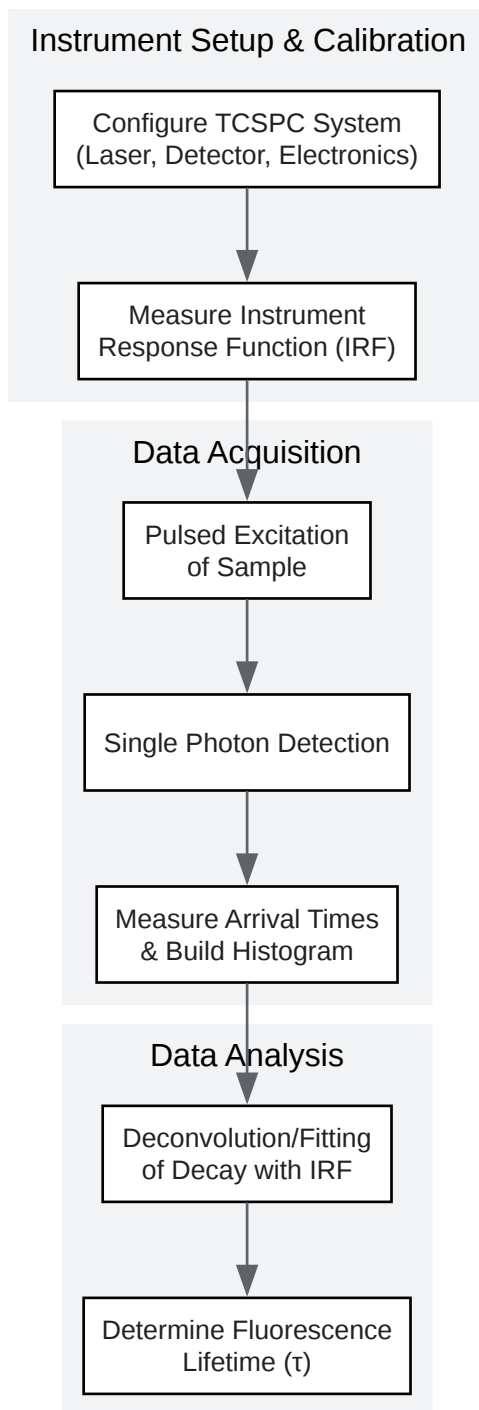 Instrument Setup & Calibration
Configure TCSPC System
(Laser, Detector, Electronics)
Measure Instrument
Response Function (IRF)
Data Acquisition
Pulsed Excitation
of Sample
Single Photon Detection
Measure Arrival Times
& Build Histogram
Data Analysis
Deconvolution/Fitting
of Decay with IRF
Determine Fluorescence
Lifetime (τ)